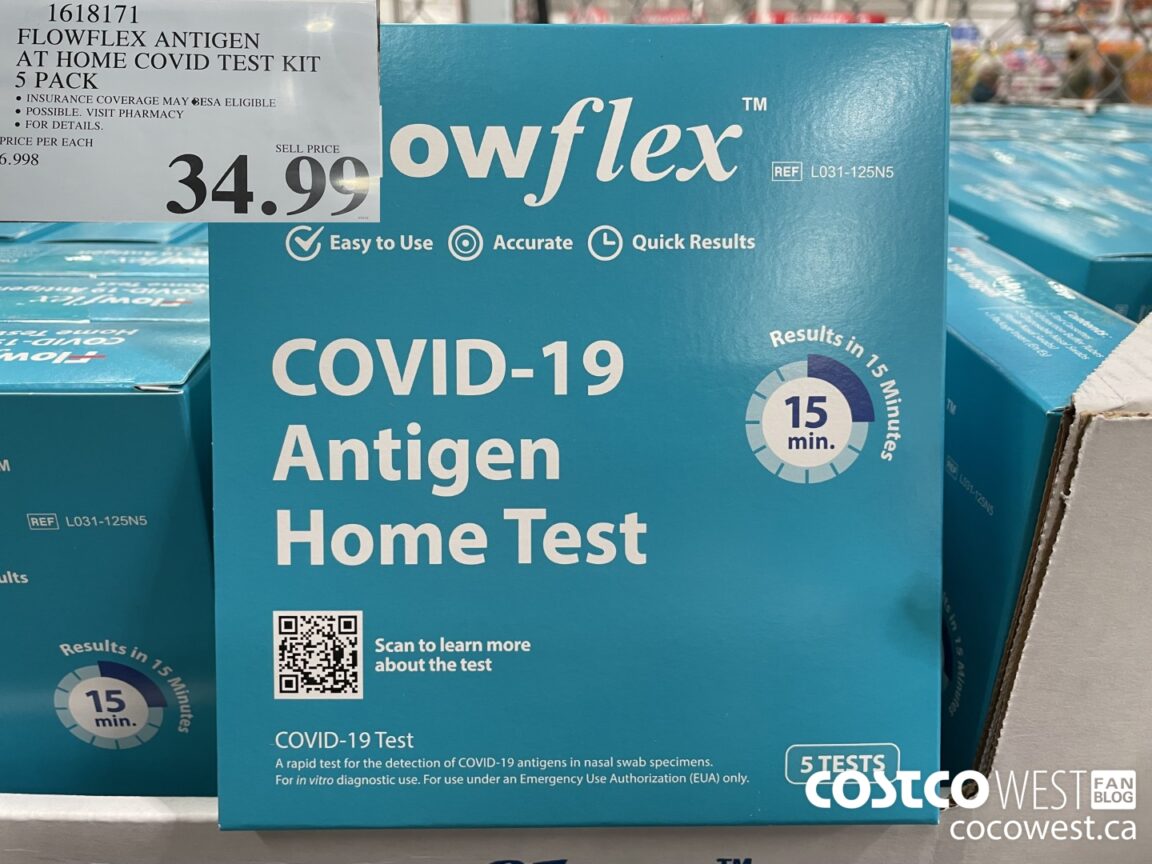 1618171
FLOWFLEX ANTIGEN
AT HOME COVID TEST KIT
5 PACK
• INSURANCE COVERAGE MAY BESA ELIGIBLE
• POSSIBLE. VISIT PHARMACY
• FOR DETAILS.
PRICE PER EACH
6.998
SELL PRICE
34.99
owflex™
REF L031-125N5
Easy to Use
Accurate
Quick Results
COVID-19
Antigen
Home Test
Results in 15 Minutes
15
min.
Scan to learn more
about the test
COVID-19 Test
A rapid test for the detection of COVID-19 antigens in nasal swab specimens.
For in vitro diagnostic use. For use under an Emergency Use Authorization (EUA) only.
5 TESTS
REF L031-125N5
ults
Results in 15 Minutes
15
min.
REF L031-125N5
COSTCO WEST FAN BLOG
cocowest.ca